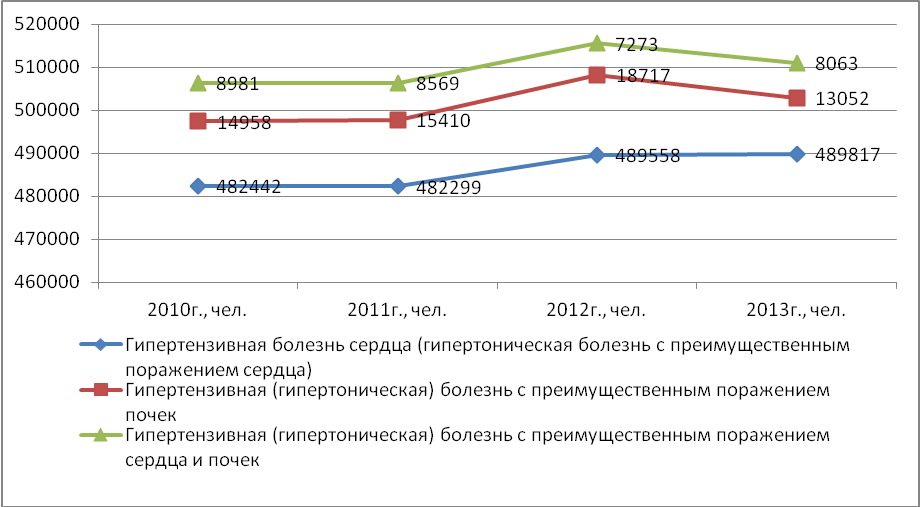 520000
510000
500000
490000
480000
470000
460000
7273
8981
8569
8063
14958
15410
18717
13052
482442
482299
489558
489817
2010г., чел.
2011г., чел.
2012г., чел.
2013г., чел.
Гипертензивная болезнь сердца (гипертоническая болезнь с преимущественным
поражением сердца)
Гипертензивная (гипертоническая) болезнь с преимущественным поражением
почек
Гипертензивная (гипертоническая) болезнь с преимущественным поражением
сердца и почек